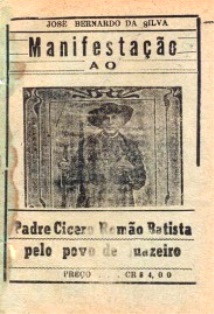 JOSÉ BERNARDO DA SILVA
Manifestação
AO
Padre Cicero Romão Batista
pelo povo de Juazeiro
PREÇO ..... CR$ 4,00